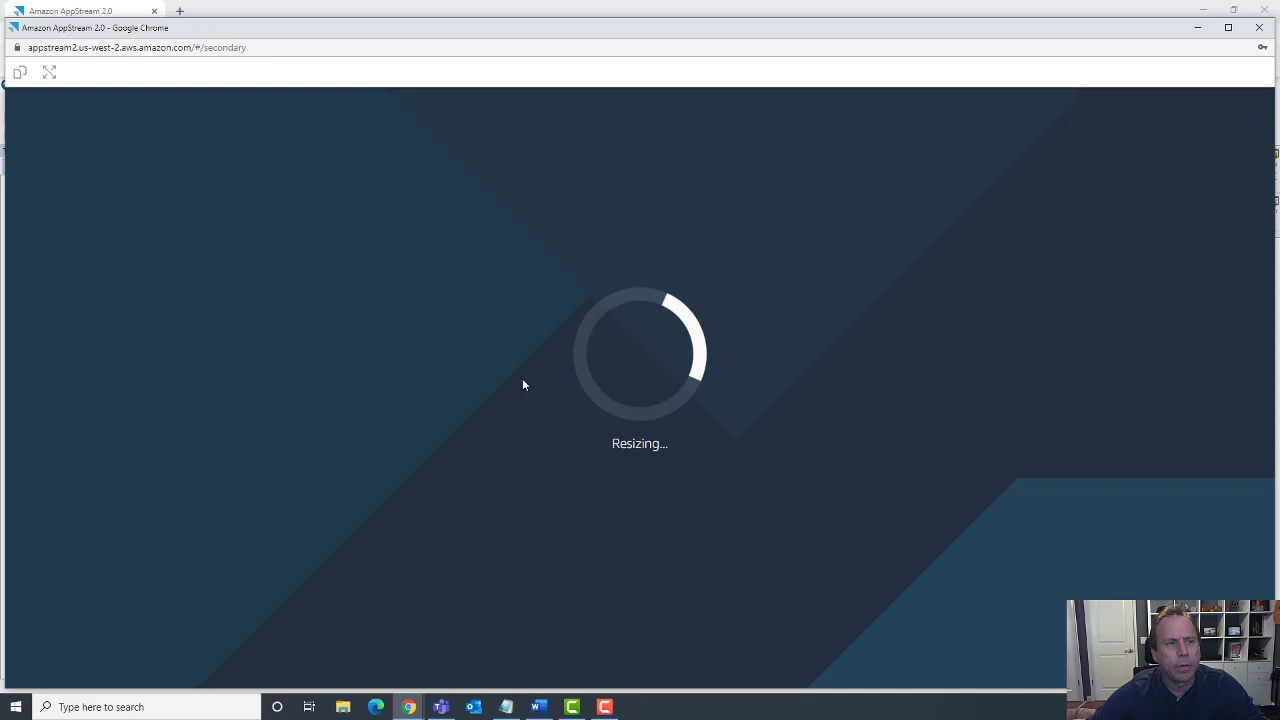 Amazon AppStream 2.0
Amazon AppStream 2.0 - Google Chrome
appstream2.us-west-2.aws.amazon.com/#/secondary
Resizing...
Type here to search